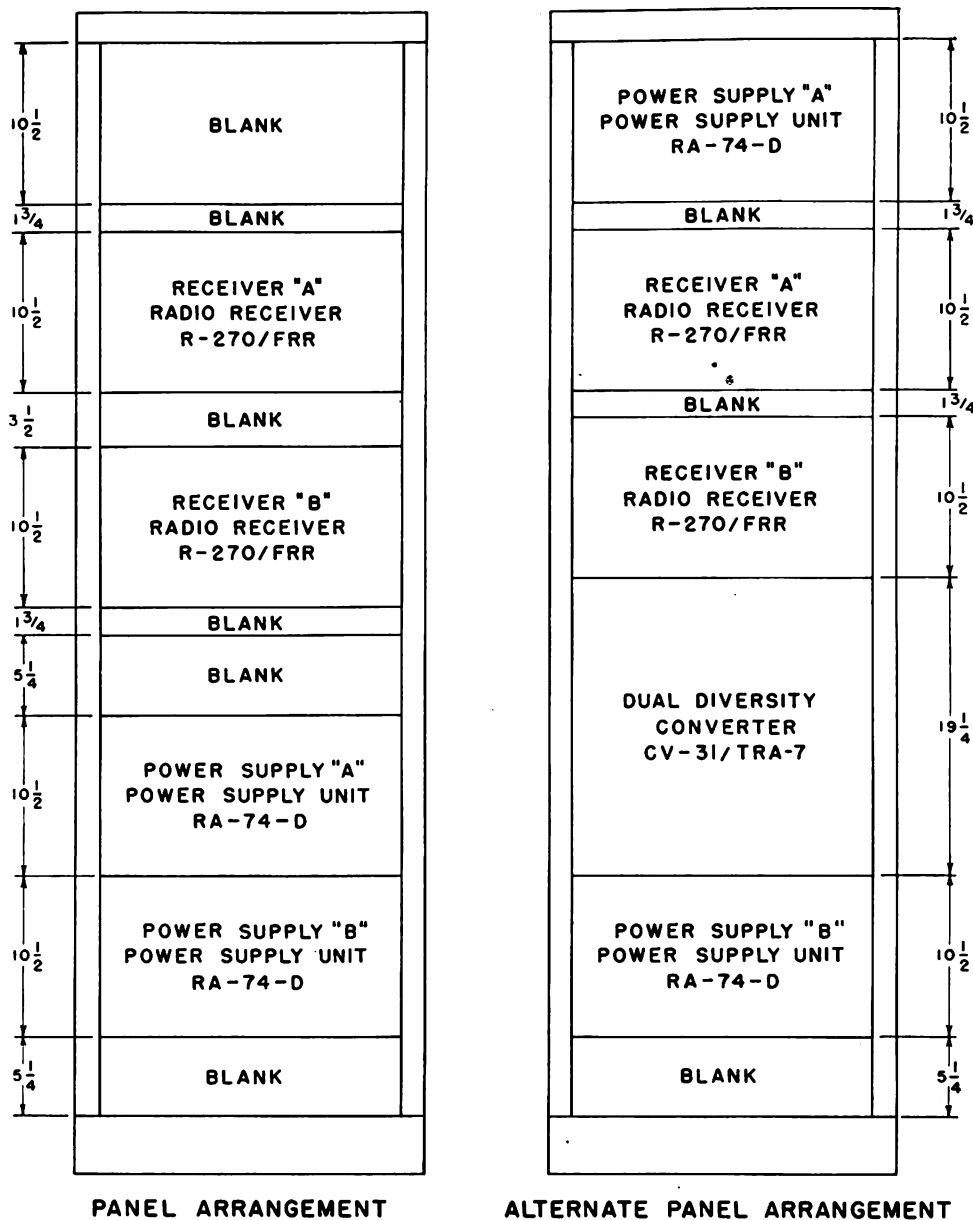 10 1/2
BLANK
1 3/4
BLANK
10 1/2
RECEIVER "A"
RADIO RECEIVER
R-270/FRR
3 1/2
BLANK
10 1/2
RECEIVER "B"
RADIO RECEIVER
R-270/FRR
1 3/4
BLANK
5 1/4
BLANK
10 1/2
POWER SUPPLY "A"
POWER SUPPLY UNIT
RA-74-D
10 1/2
POWER SUPPLY "B"
POWER SUPPLY UNIT
RA-74-D
5 1/4
BLANK
PANEL ARRANGEMENT
POWER SUPPLY "A"
POWER SUPPLY UNIT
RA-74-D
10 1/2
BLANK
1 3/4
RECEIVER "A"
RADIO RECEIVER
R-270/FRR
10 1/2
BLANK
1 3/4
RECEIVER "B"
RADIO RECEIVER
R-270/FRR
10 1/2
DUAL DIVERSITY
CONVERTER
CV-31/TRA-7
19 1/4
POWER SUPPLY "B"
POWER SUPPLY UNIT
RA-74-D
10 1/2
BLANK
5 1/4
ALTERNATE PANEL ARRANGEMENT